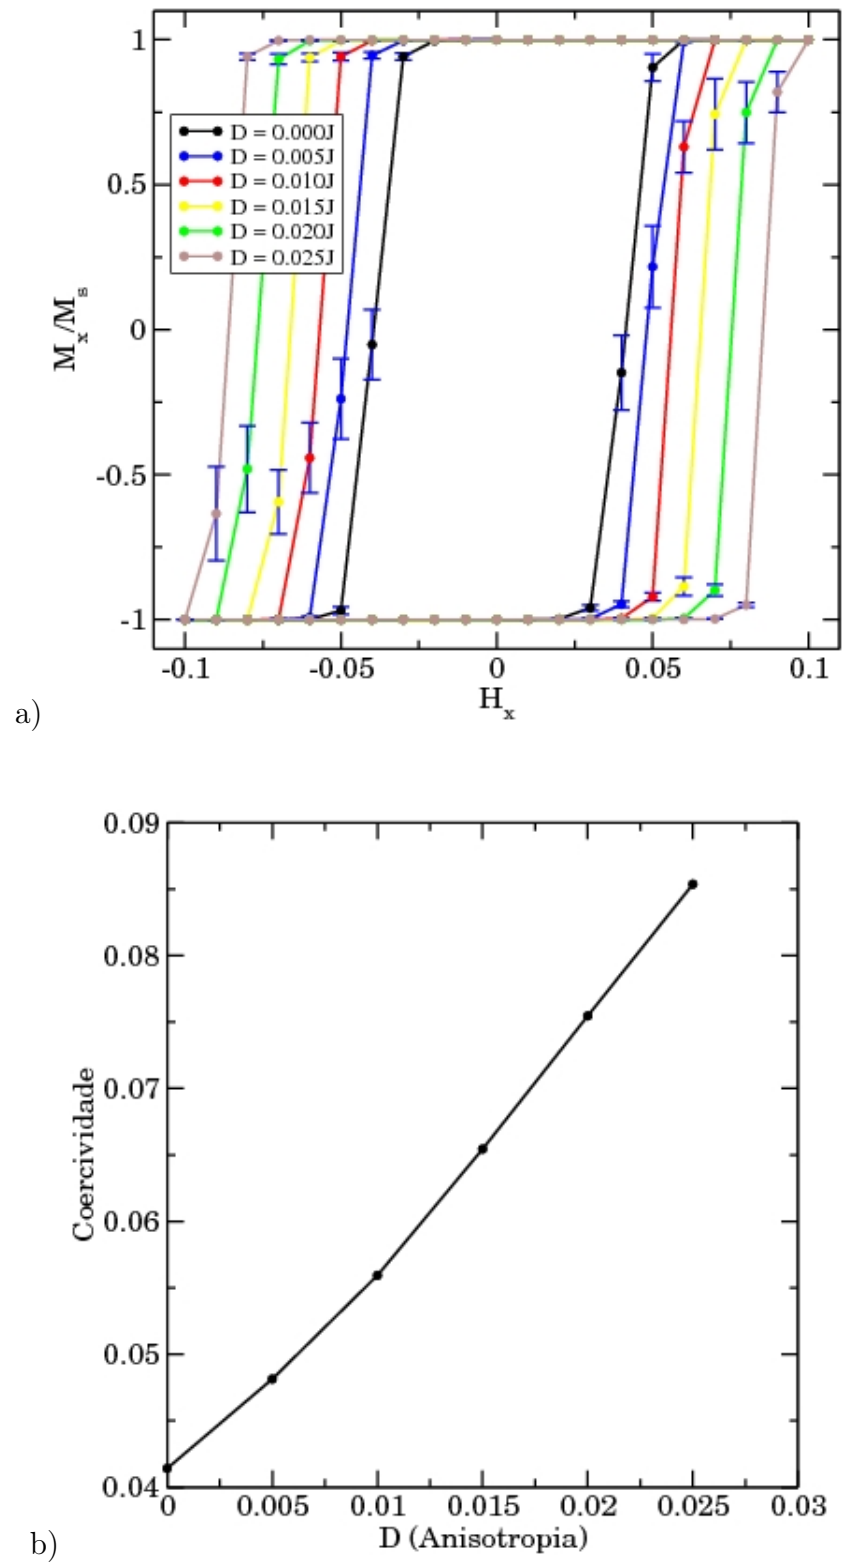 1
0.5
0
-0.5
-1
D = 0.000J
D = 0.005J
D = 0.010J
D = 0.015J
D = 0.020J
D = 0.025J
M_x/M_s
-0.1 -0.05 0 0.05 0.1
H_x
a)
0.09
0.08
0.07
0.06
0.05
0.04
Coercividade
0 0.005 0.01 0.015 0.02 0.025 0.03
D (Anisotropia)
b)